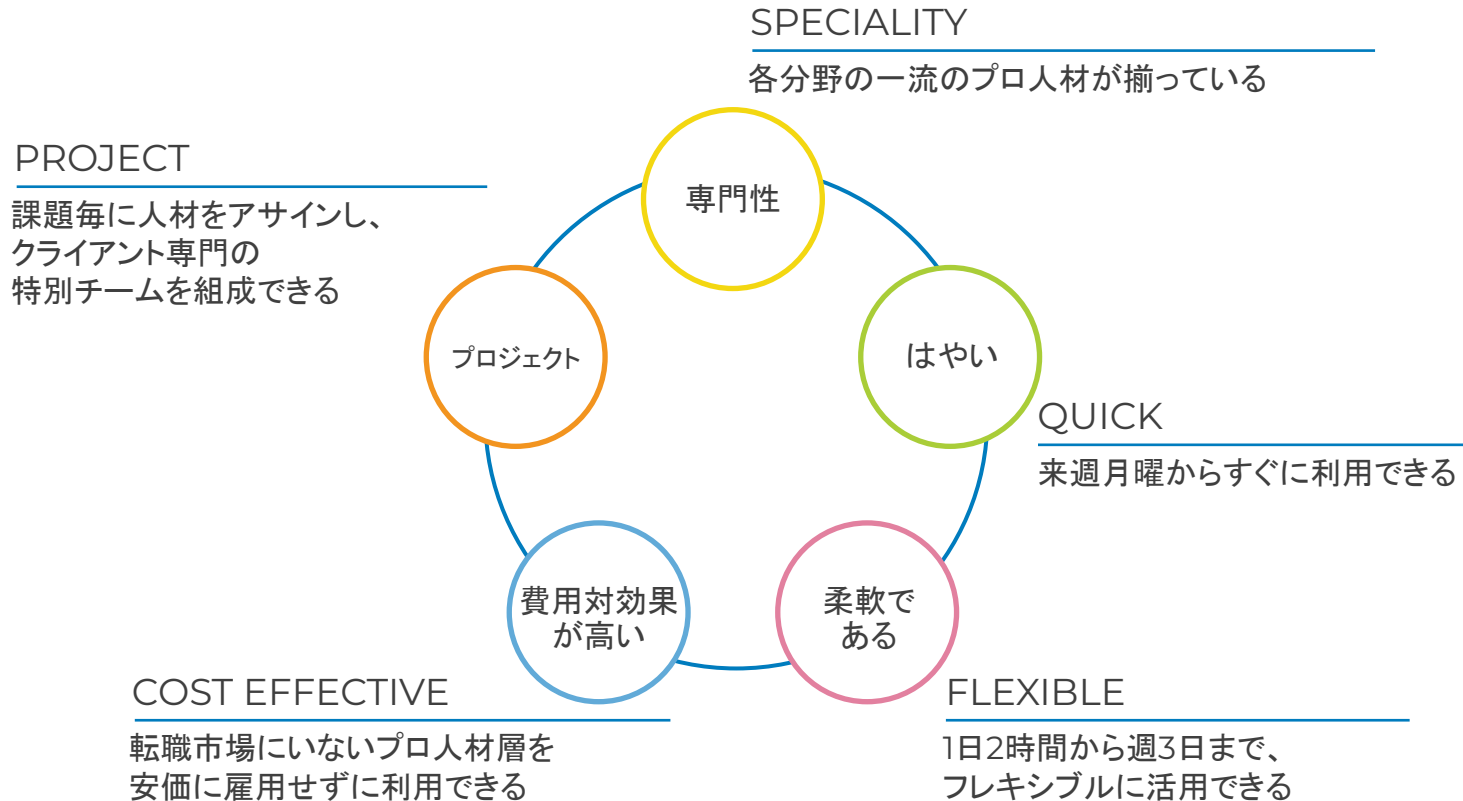 SPECIALITY
各分野の一流のプロ人材が揃っている
専門性
PROJECT
課題毎に人材をアサインし、
クライアント専門の
特別チームを組成できる
プロジェクト
はやい
QUICK
来週月曜からすぐに利用できる
費用対効果
が高い
COST EFFECTIVE
転職市場にいないプロ人材層を
安価に雇用せずに利用できる
柔軟で
ある
FLEXIBLE
1日2時間から週3日まで、
フレキシブルに活用できる